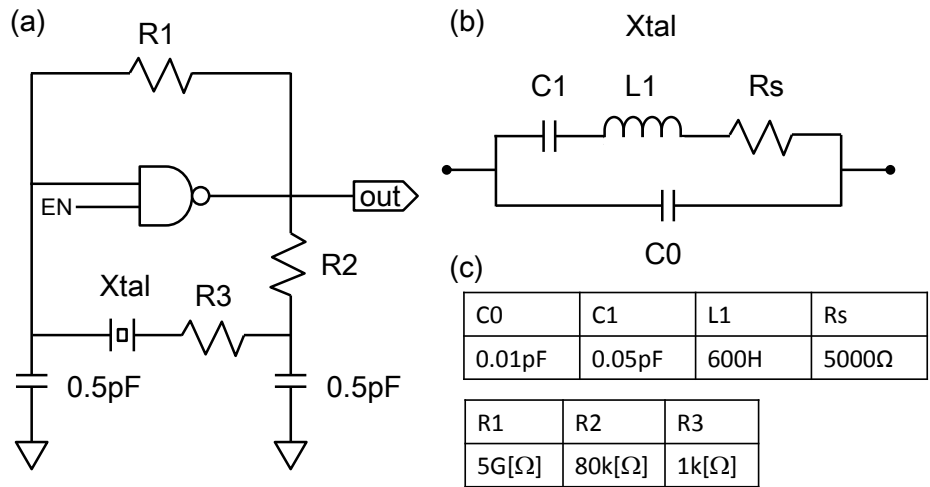 (a)
R1
EN
out
R2
Xtal
R3
0.5pF
0.5pF
(b)
Xtal
C1
L1
Rs
C0
(c)
C0 C1 L1 Rs
0.01pF 0.05pF 600H 5000Ω
R1 R2 R3
5G[Ω] 80k[Ω] 1k[Ω]